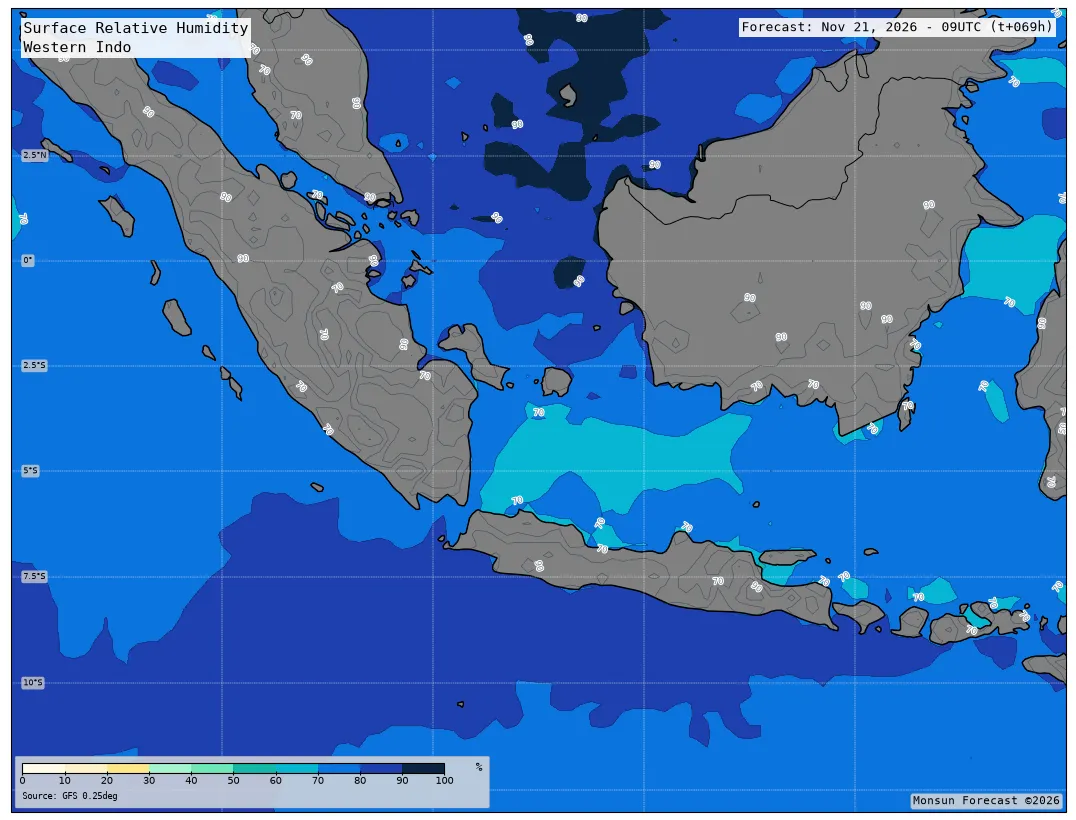 Surface Relative Humidity
Western Indo
Forecast: Nov 21, 2026 - 09UTC (t+069h)
2.5°N
0°
2.5°S
5°S
7.5°S
10°S
0 10 20 30 40 50 60 70 80 90 100
%
Source: GFS 0.25deg
Monsun Forecast ©2026